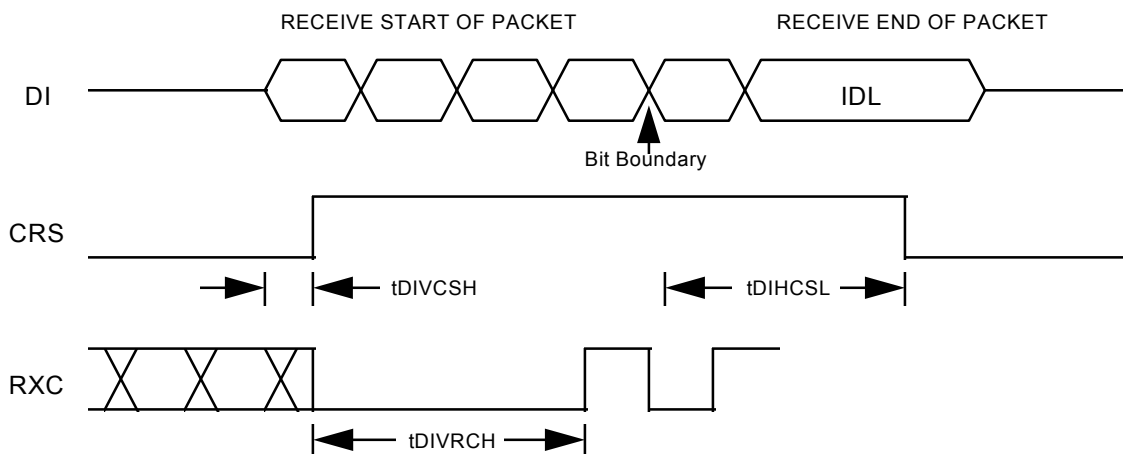 RECEIVE START OF PACKET
RECEIVE END OF PACKET
DI
IDL
Bit Boundary
CRS
tDIVCSH
tDIHCSL
RXC
tDIVRCH